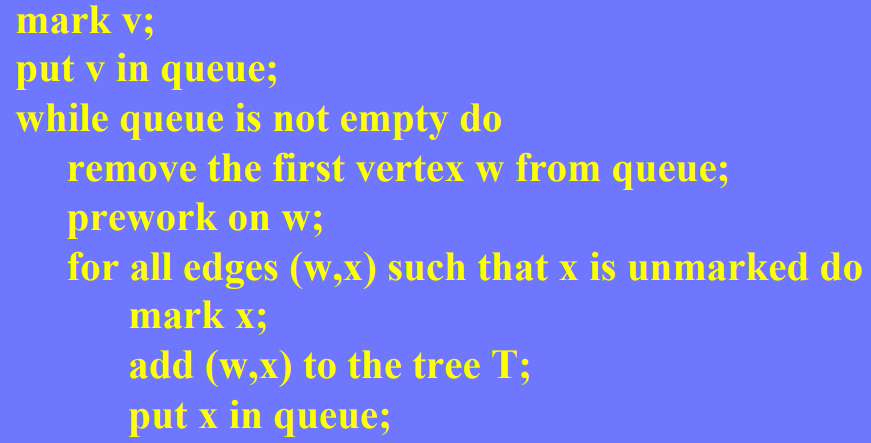 mark v;
put v in queue;
while queue is not empty do
remove the first vertex w from queue;
prework on w;
for all edges (w,x) such that x is unmarked do
mark x;
add (w,x) to the tree T;
put x in queue;